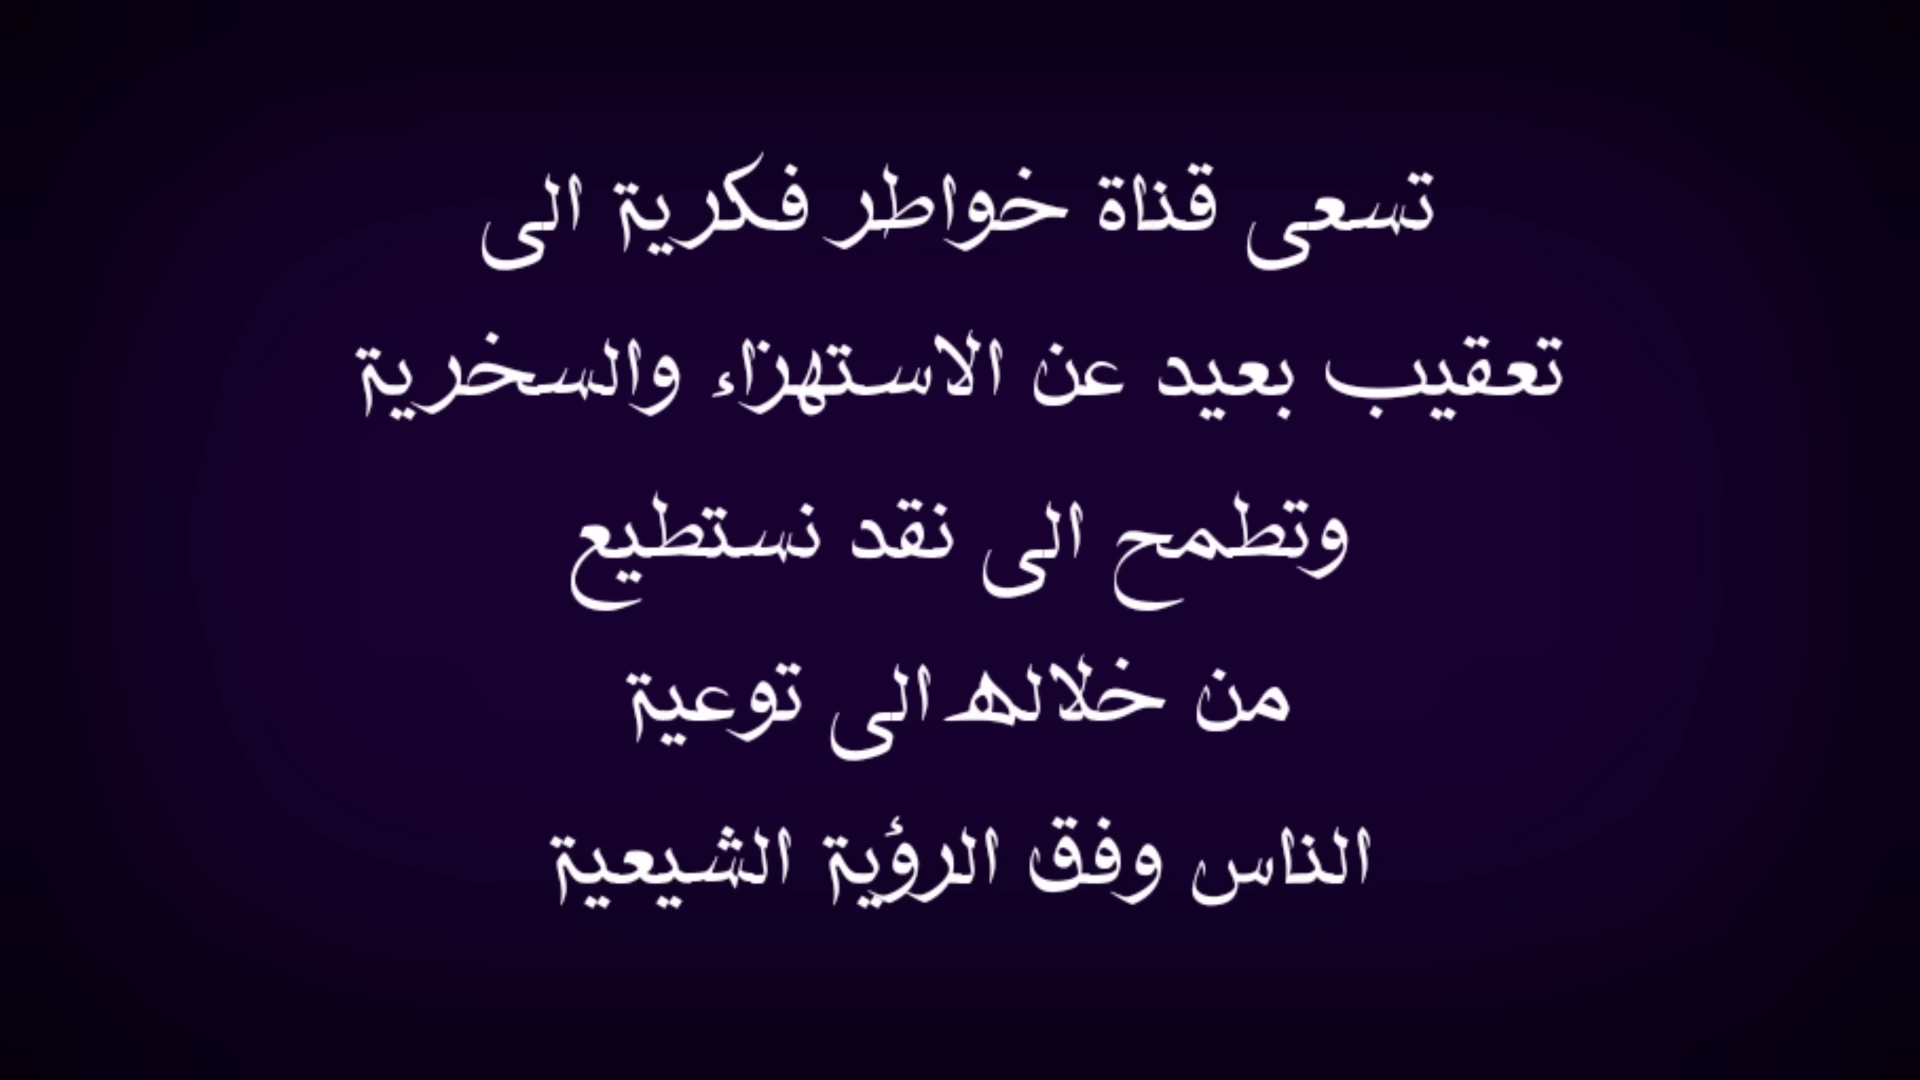 تسعى قناة خواطر فكرية الى
تعقيب بعيد عن الاستهزاء والسخرية
وتطمح الى نقد نستطيع
من خلاله الى توعية
الناس وفق الرؤية الشيعية